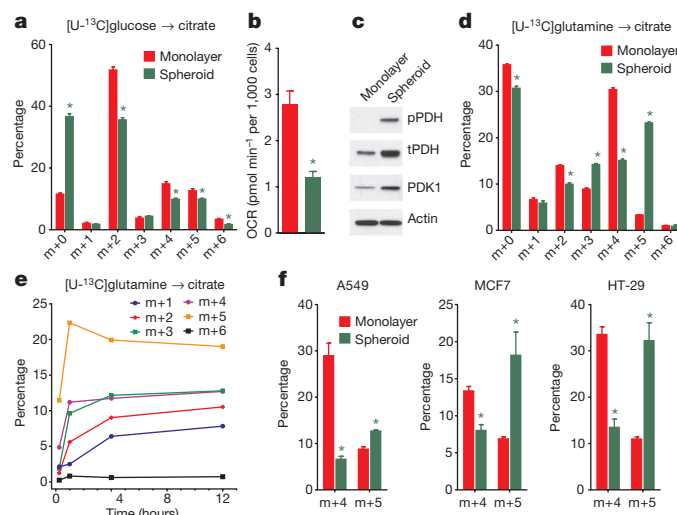 a
[U-¹³C]glucose → citrate
Percentage
60
40
20
0
Monolayer
Spheroid
*
*
*
*
*
m+0
m+1
m+2
m+3
m+4
m+5
m+6
b
OCR (pmol min⁻¹ per 1,000 cells)
4
3
2
1
0
*
c
Monolayer
Spheroid
pPDH
tPDH
PDK1
Actin
d
[U-¹³C]glutamine → citrate
Percentage
40
30
20
10
0
Monolayer
Spheroid
*
*
*
*
*
m+0
m+1
m+2
m+3
m+4
m+5
m+6
e
[U-¹³C]glutamine → citrate
Percentage
25
20
15
10
5
0
m+1
m+4
m+2
m+5
m+3
m+6
0
4
8
12
Time (hours)
f
A549
Percentage
40
30
20
10
0
Monolayer
Spheroid
*
*
m+4
m+5
MCF7
Percentage
25
20
15
10
5
0
*
*
m+4
m+5
HT-29
Percentage
40
30
20
10
0
*
*
m+4
m+5